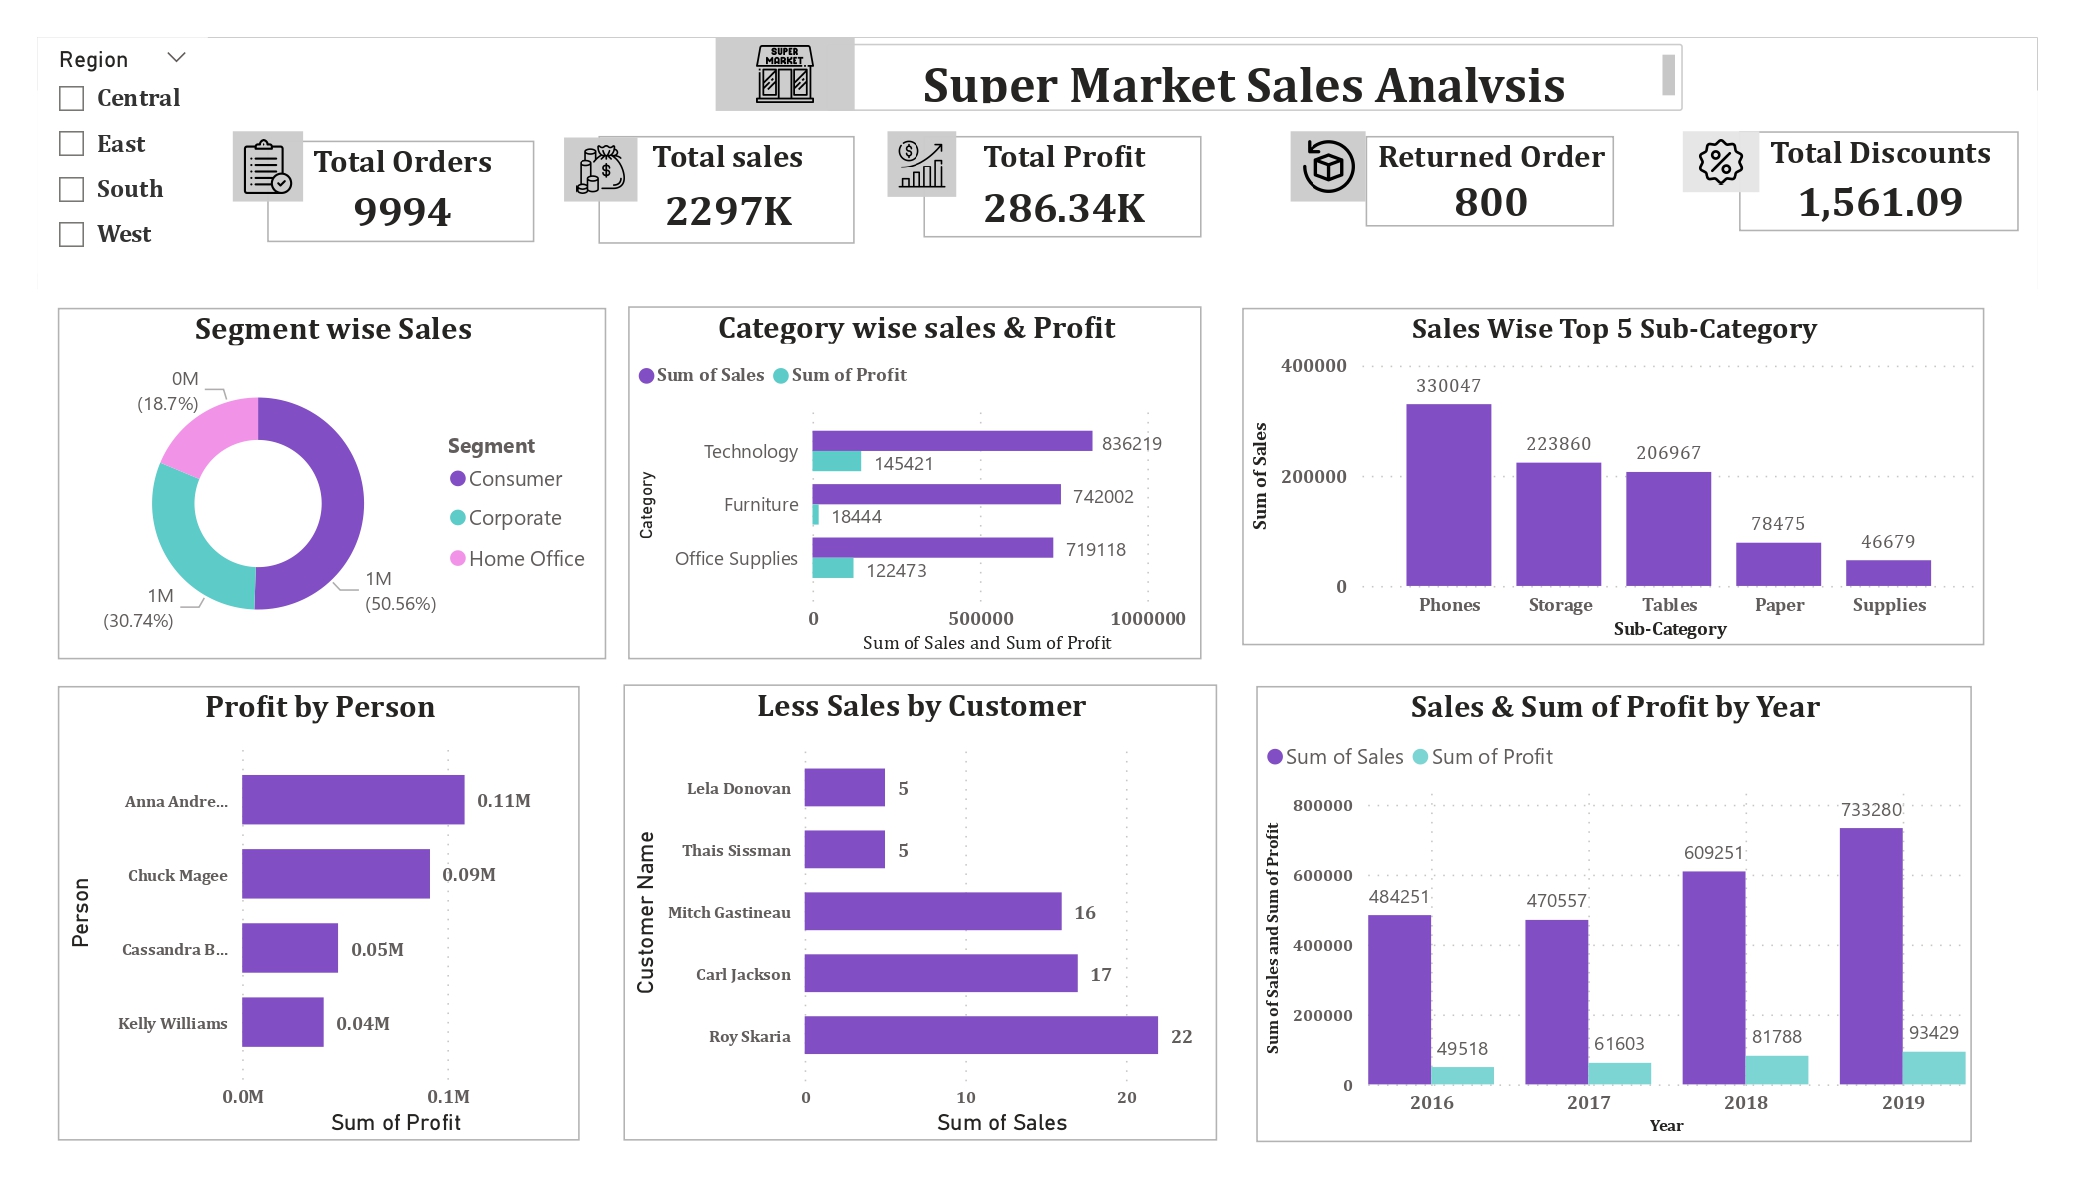 Region
Central
East
South
West
SUPER
MARKET
Super Market Sales Analysis
Total Orders
9994
Total sales
2297K
Total Profit
286.34K
Returned Order
800
Total Discounts
1,561.09
Segment wise Sales
0M
(18.7%)
1M
(30.74%)
1M
(50.56%)
Segment
Consumer
Corporate
Home Office
Category wise sales & Profit
Sum of Sales Sum of Profit
Category
Technology
836219
145421
Furniture
742002
18444
Office Supplies
719118
122473
0 500000 1000000
Sum of Sales and Sum of Profit
Sales Wise Top 5 Sub-Category
Sum of Sales
400000
200000
0
330047
223860
206967
78475
46679
Phones Storage Tables Paper Supplies
Sub-Category
Profit by Person
Person
Anna Andre... 0.11M
Chuck Magee 0.09M
Cassandra B... 0.05M
Kelly Williams 0.04M
0.0M 0.1M
Sum of Profit
Less Sales by Customer
Customer Name
Lela Donovan 5
Thais Sissman 5
Mitch Gastineau 16
Carl Jackson 17
Roy Skaria 22
0 10 20
Sum of Sales
Sales & Sum of Profit by Year
Sum of Sales Sum of Profit
Sum of Sales and Sum of Profit
800000
600000
400000
200000
0
484251
49518
470557
61603
609251
81788
733280
93429
2016 2017 2018 2019
Year